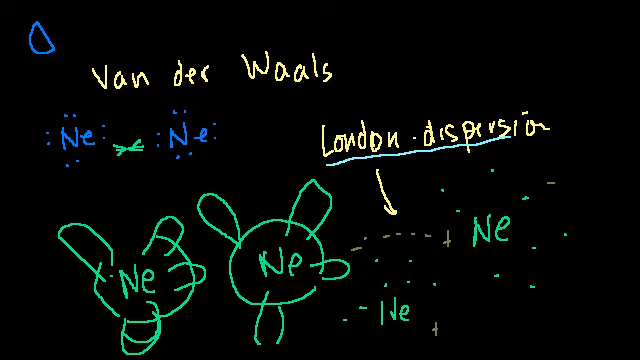 Van der Waals
Ne Ne
London dispersion
Ne Ne Ne
Ne